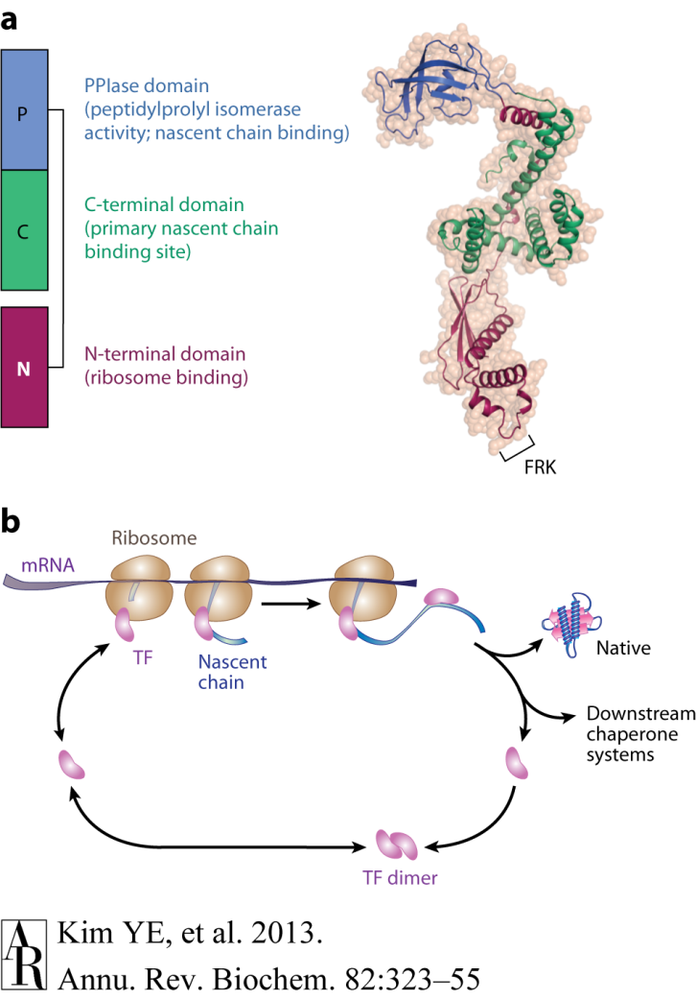 a
P
PPIase domain
(peptidylprolyl isomerase
activity; nascent chain binding)
C
C-terminal domain
(primary nascent chain
binding site)
N
N-terminal domain
(ribosome binding)
FRK
b
Ribosome
mRNA
TF
Nascent
chain
Native
Downstream
chaperone
systems
TF dimer
AR
Kim YE, et al. 2013.
Annu. Rev. Biochem. 82:323–55